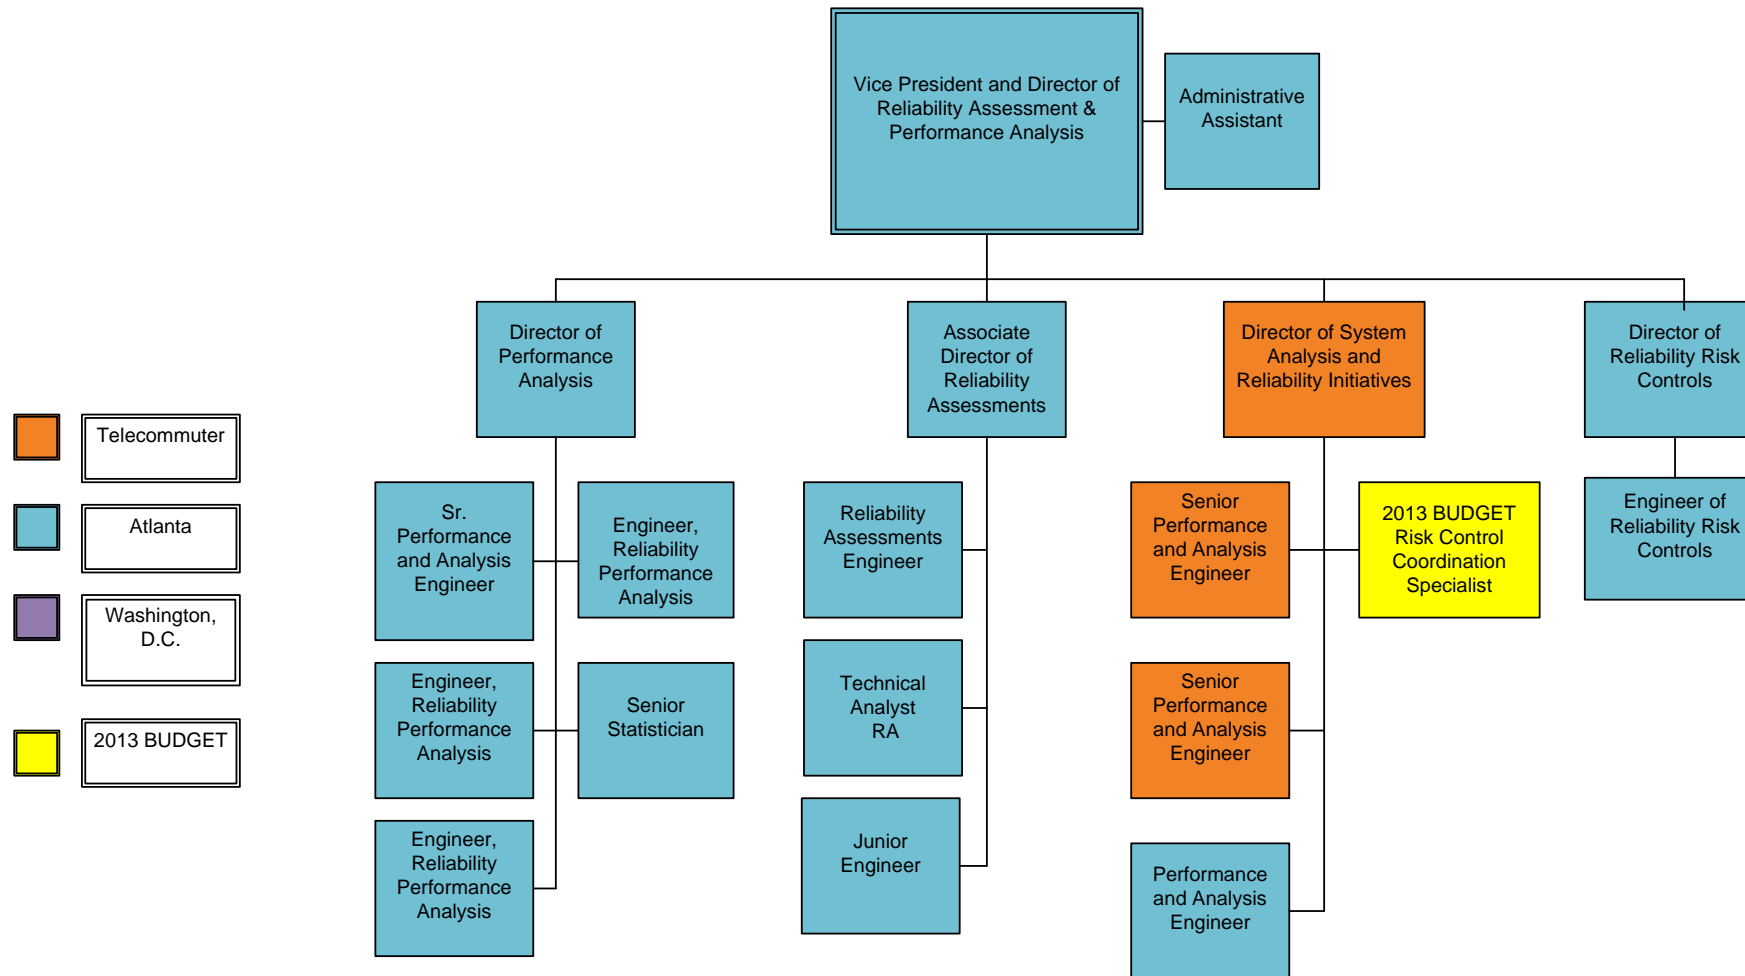 Vice President and Director of
Reliability Assessment &
Performance Analysis
Administrative
Assistant
Director of
Performance
Analysis
Associate
Director of
Reliability
Assessments
Director of System
Analysis and
Reliability Initiatives
Director of
Reliability Risk
Controls
Telecommuter
Atlanta
Washington,
D.C.
2013 BUDGET
Sr.
Performance
and Analysis
Engineer
Engineer,
Reliability
Performance
Analysis
Engineer,
Reliability
Performance
Analysis
Senior
Statistician
Engineer,
Reliability
Performance
Analysis
Reliability
Assessments
Engineer
Technical
Analyst
RA
Junior
Engineer
Senior
Performance
and Analysis
Engineer
2013 BUDGET
Risk Control
Coordination
Specialist
Senior
Performance
and Analysis
Engineer
Performance
and Analysis
Engineer
Engineer of
Reliability Risk
Controls